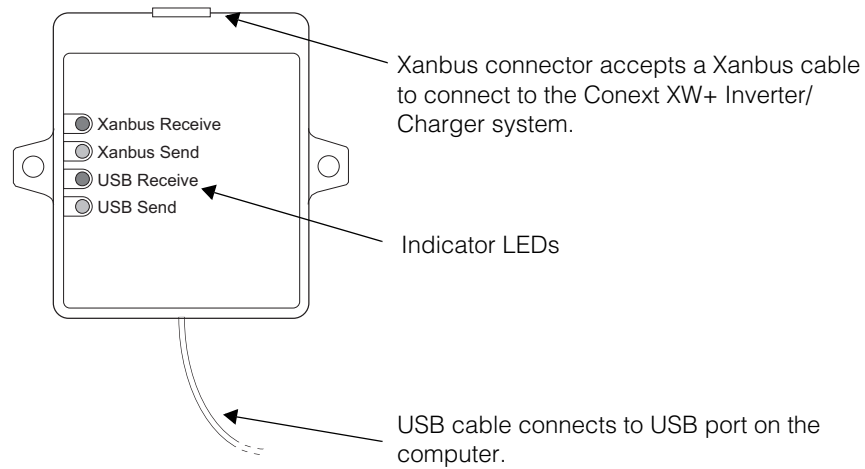 Xanbus connector accepts a Xanbus cable
to connect to the Conext XW+ Inverter/
Charger system.
Xanbus Receive
Xanbus Send
USB Receive
USB Send
Indicator LEDs
USB cable connects to USB port on the
computer.